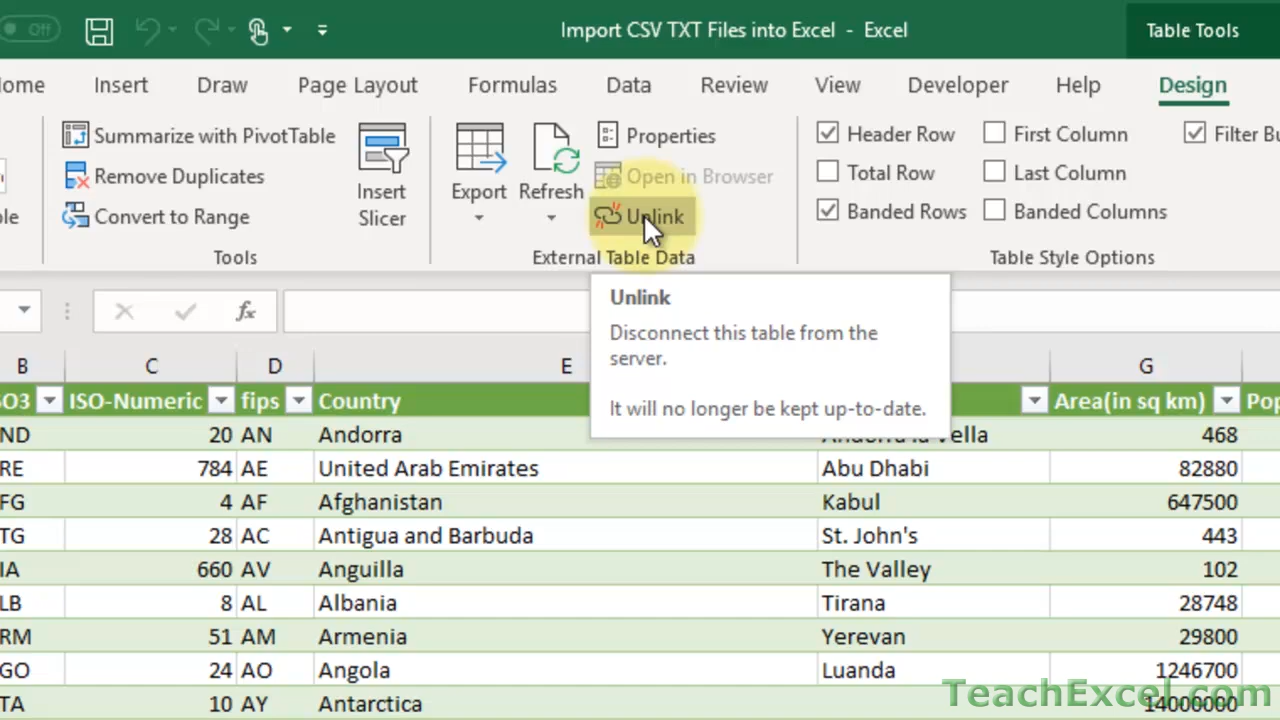 Off
Import CSV TXT Files into Excel - Excel
Table Tools
ome Insert Draw Page Layout Formulas Data Review View Developer Help Design
Summarize with PivotTable
Remove Duplicates
Convert to Range
le
Tools
Insert
Slicer
Export
Refresh
Properties
Open in Browser
Unlink
External Table Data
Header Row
First Column
Filter Bu
Total Row
Last Column
Banded Rows
Banded Columns
Table Style Options
fx
Unlink
Disconnect this table from the
server.
It will no longer be kept up-to-date.
B C D E G
SO3 ISO-Numeric fips Country Area(in sq km) Pop
ND 20 AN Andorra Andorra la Vella 468
RE 784 AE United Arab Emirates Abu Dhabi 82880
FG 4 AF Afghanistan Kabul 647500
TG 28 AC Antigua and Barbuda St. John's 443
IA 660 AV Anguilla The Valley 102
LB 8 AL Albania Tirana 28748
RM 51 AM Armenia Yerevan 29800
GO 24 AO Angola Luanda 1246700
TA 10 AY Antarctica 14000000
TeachExcel.com